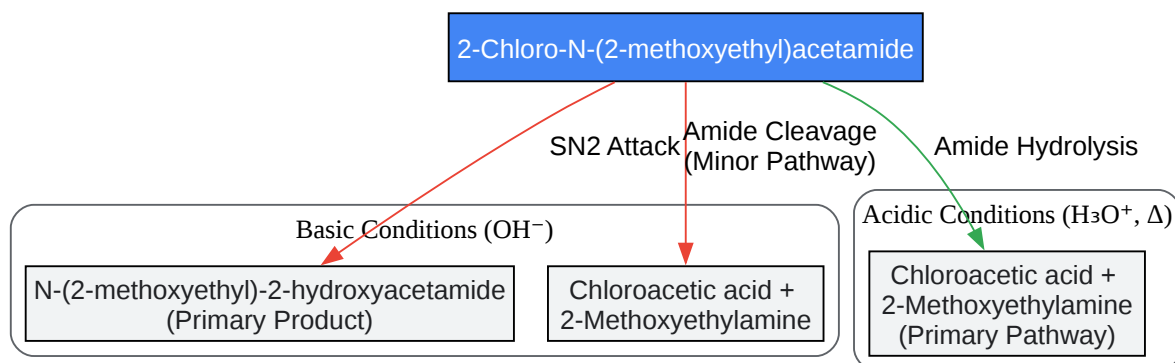 2-Chloro-N-(2-methoxyethyl)acetamide
SN2 Attack
Amide Cleavage
(Minor Pathway)
Amide Hydrolysis
Basic Conditions (OH⁻)
N-(2-methoxyethyl)-2-hydroxyacetamide
(Primary Product)
Chloroacetic acid +
2-Methoxyethylamine
Acidic Conditions (H₃O⁺, Δ)
Chloroacetic acid +
2-Methoxyethylamine
(Primary Pathway)